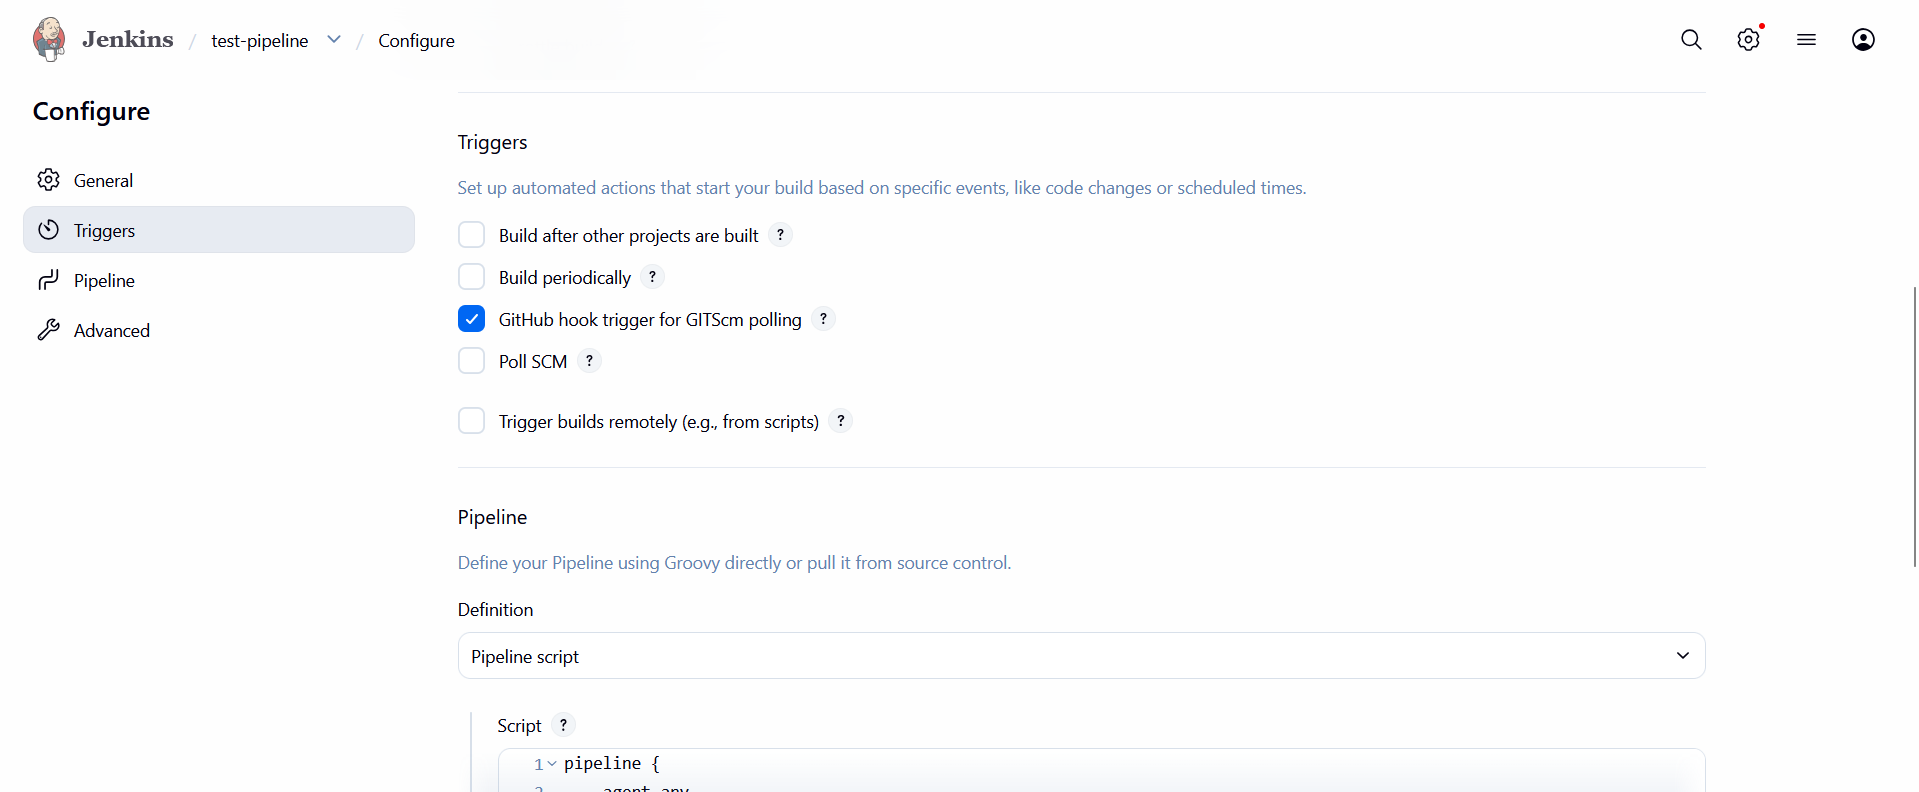 Jenkins / test-pipeline / Configure
Configure
General
Triggers
Pipeline
Advanced
Triggers
Set up automated actions that start your build based on specific events, like code changes or scheduled times.
Build after other projects are built ?
Build periodically ?
GitHub hook trigger for GITScm polling ?
Poll SCM ?
Trigger builds remotely (e.g., from scripts) ?
Pipeline
Define your Pipeline using Groovy directly or pull it from source control.
Definition
Pipeline script
Script ?
1 pipeline {
2 agent any